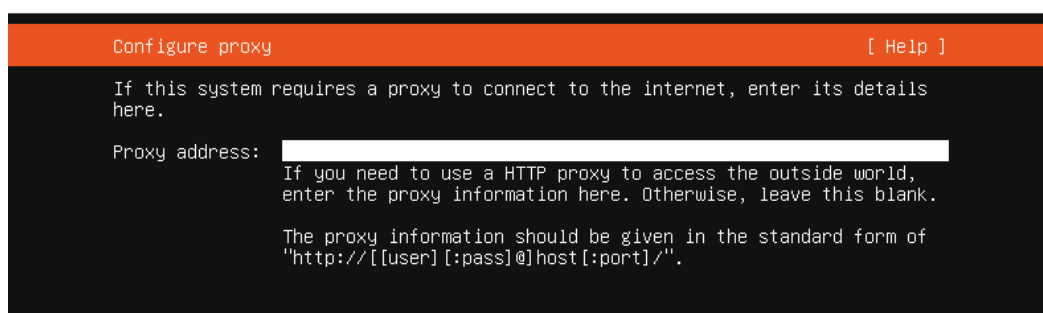 Configure proxy [ Help ]
If this system requires a proxy to connect to the internet, enter its details
here.
Proxy address:
If you need to use a HTTP proxy to access the outside world,
enter the proxy information here. Otherwise, leave this blank.
The proxy information should be given in the standard form of
"http://[[user][:pass]@]host[:port]/".